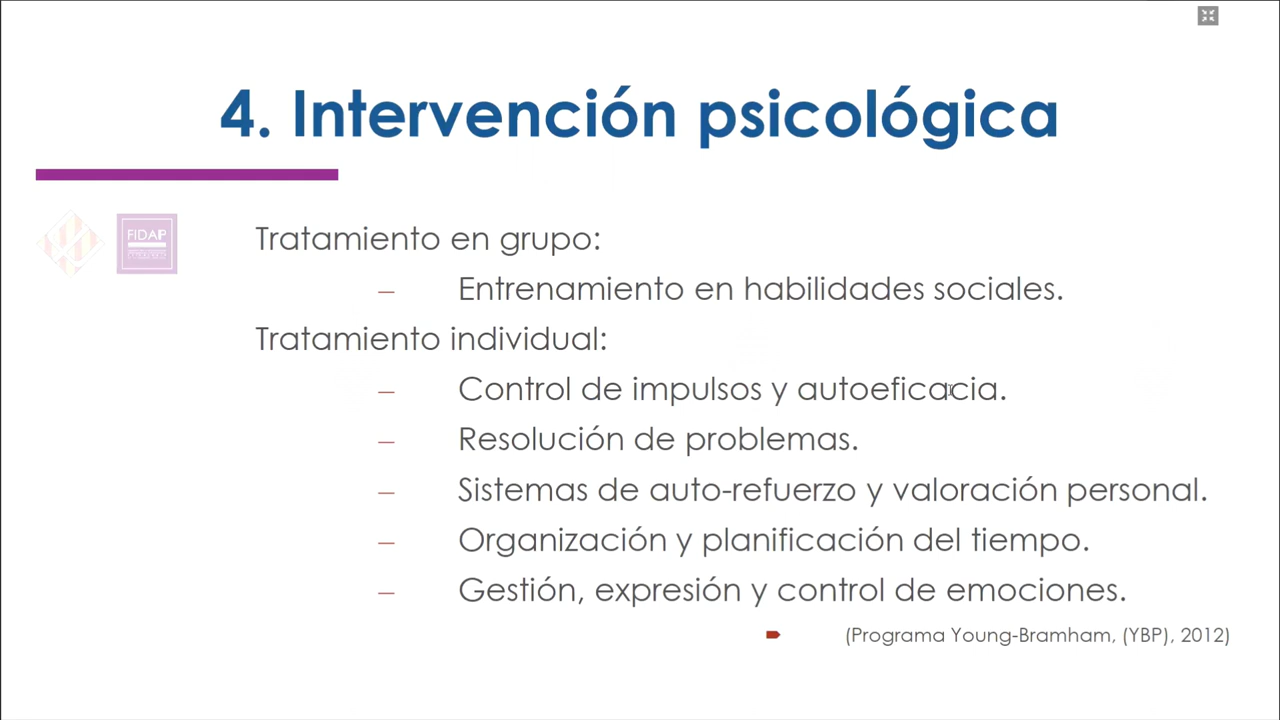 4. Intervención psicológica
FIDAP
Tratamiento en grupo:
– Entrenamiento en habilidades sociales.
Tratamiento individual:
– Control de impulsos y autoeficacia.
– Resolución de problemas.
– Sistemas de auto-refuerzo y valoración personal.
– Organización y planificación del tiempo.
– Gestión, expresión y control de emociones.
(Programa Young-Bramham, (YBP), 2012)